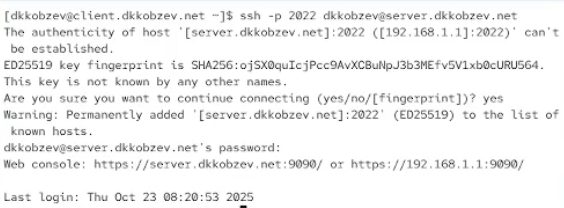 [dkkobzev@client.dkkobzev.net ~]$ ssh -p 2022 dkkobzev@server.dkkobzev.net
The authenticity of host '[server.dkkobzev.net]:2022 ([192.168.1.1]:2022)' can't
 be established.
ED25519 key fingerprint is SHA256:ojSX0quIcjPcc9AvXCBuNpJ3b3MEfv5V1xb0cURU564.
This key is not known by any other names.
Are you sure you want to continue connecting (yes/no/[fingerprint])? yes
Warning: Permanently added '[server.dkkobzev.net]:2022' (ED25519) to the list of
 known hosts.
dkkobzev@server.dkkobzev.net's password:
Web console: https://server.dkkobzev.net:9090/ or https://192.168.1.1:9090/
Last login: Thu Oct 23 08:20:53 2025